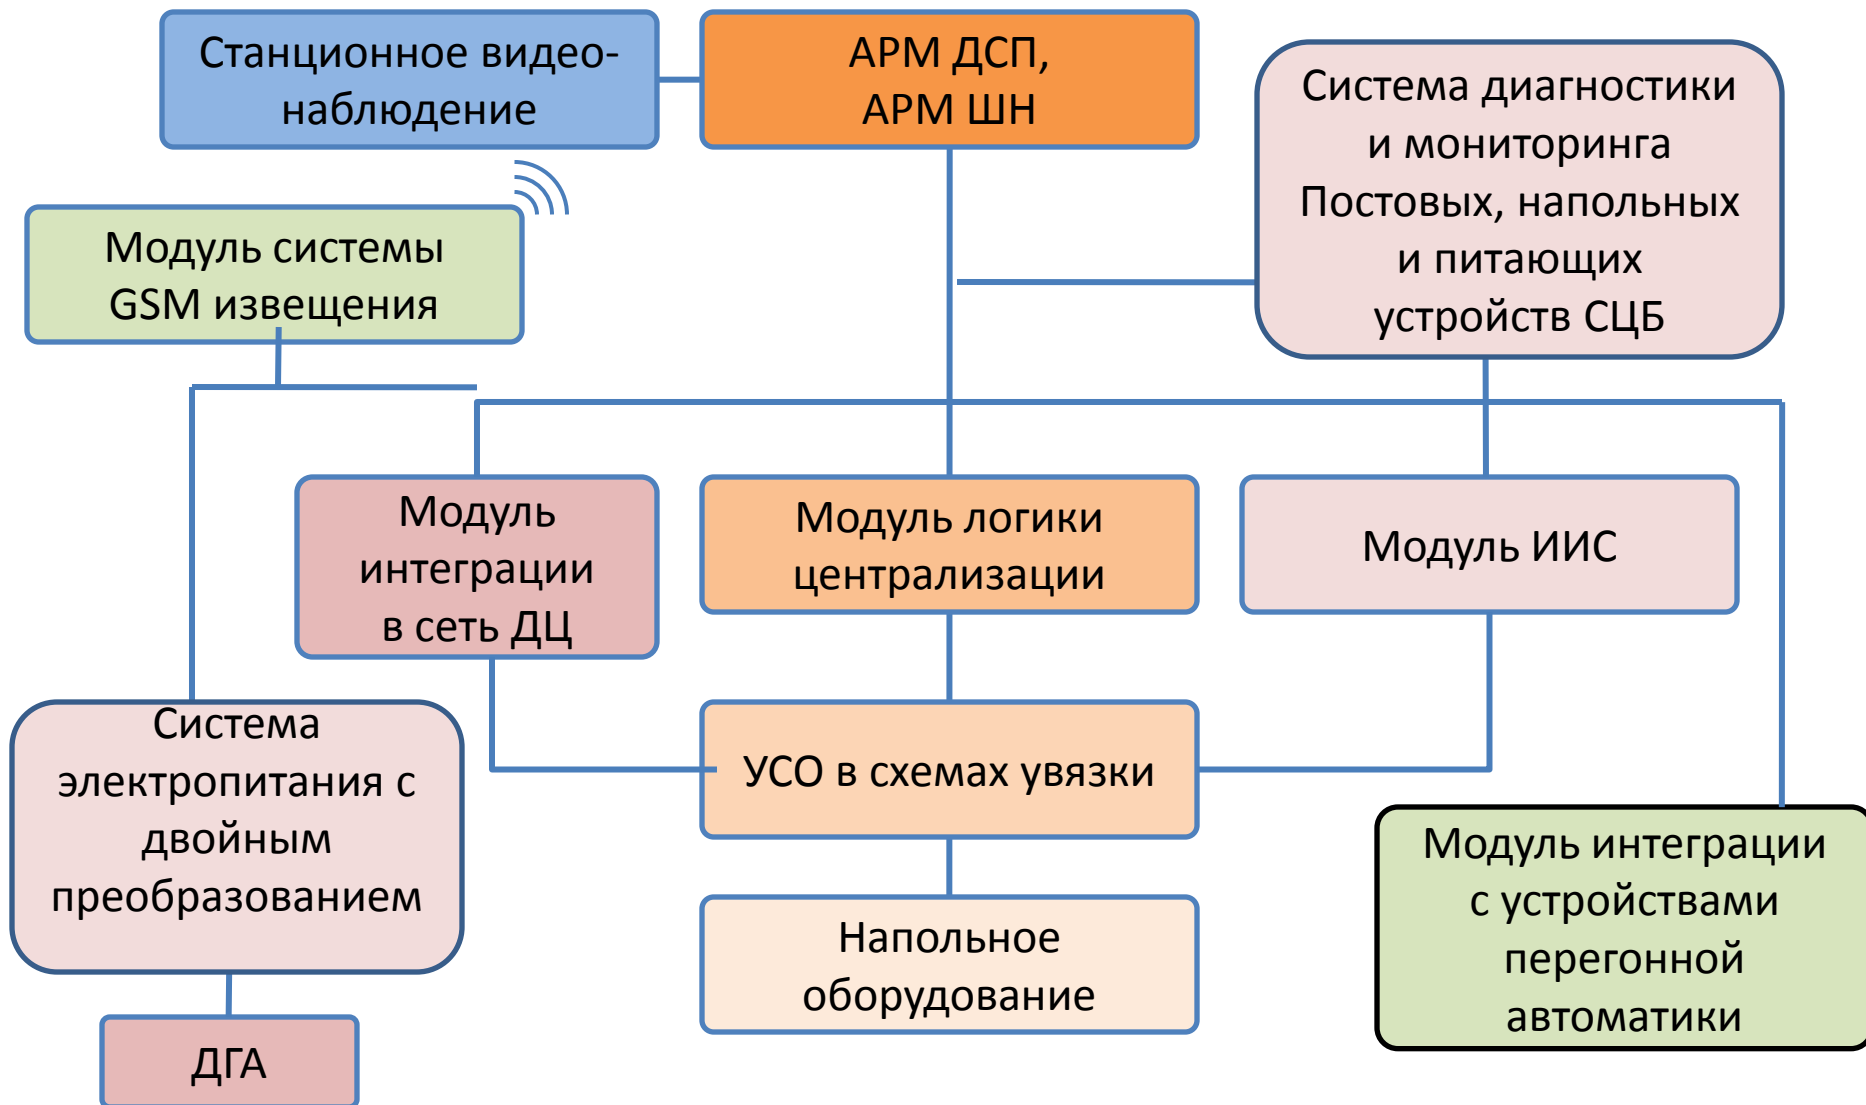 Станционное видео-
наблюдение
АРМ ДСП,
АРМ ШН
Система диагностики
и мониторинга
Постовых, напольных
и питающих
устройств СЦБ
Модуль системы
GSM извещения
Модуль
интеграции
в сеть ДЦ
Модуль логики
централизации
Модуль ИИС
Система
электропитания с
двойным
преобразованием
УСО в схемах увязки
Модуль интеграции
с устройствами
перегонной
автоматики
Напольное
оборудование
ДГА